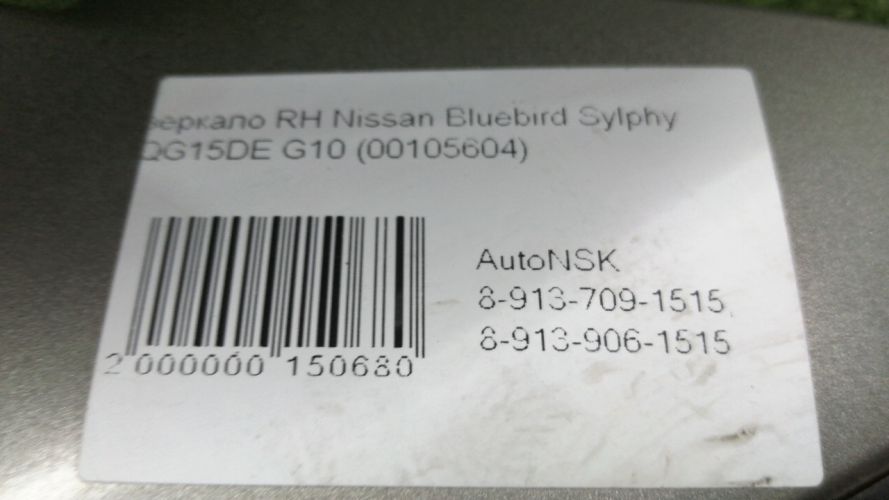 зеркало RH Nissan Bluebird Sylphy
QG15DE G10 (00105604)
AutoNSK
8-913-709-1515,
8-913-906-1515
2 000000 150680